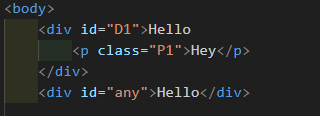 <body>
<div id="D1">Hello
<p class="P1">Hey</p>
</div>
<div id="any">Hello</div>